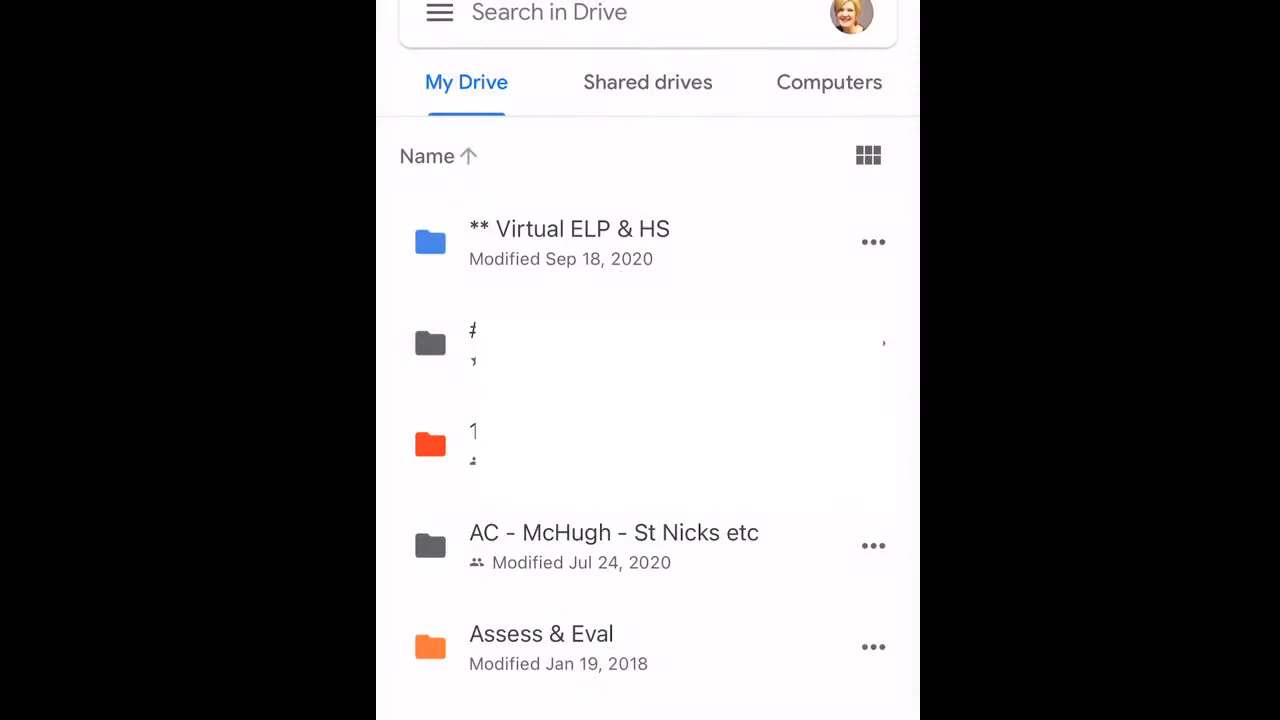 Search in Drive
My Drive
Shared drives
Computers
Name
** Virtual ELP & HS
Modified Sep 18, 2020
#
1
AC - McHugh - St Nicks etc
Modified Jul 24, 2020
Assess & Eval
Modified Jan 19, 2018